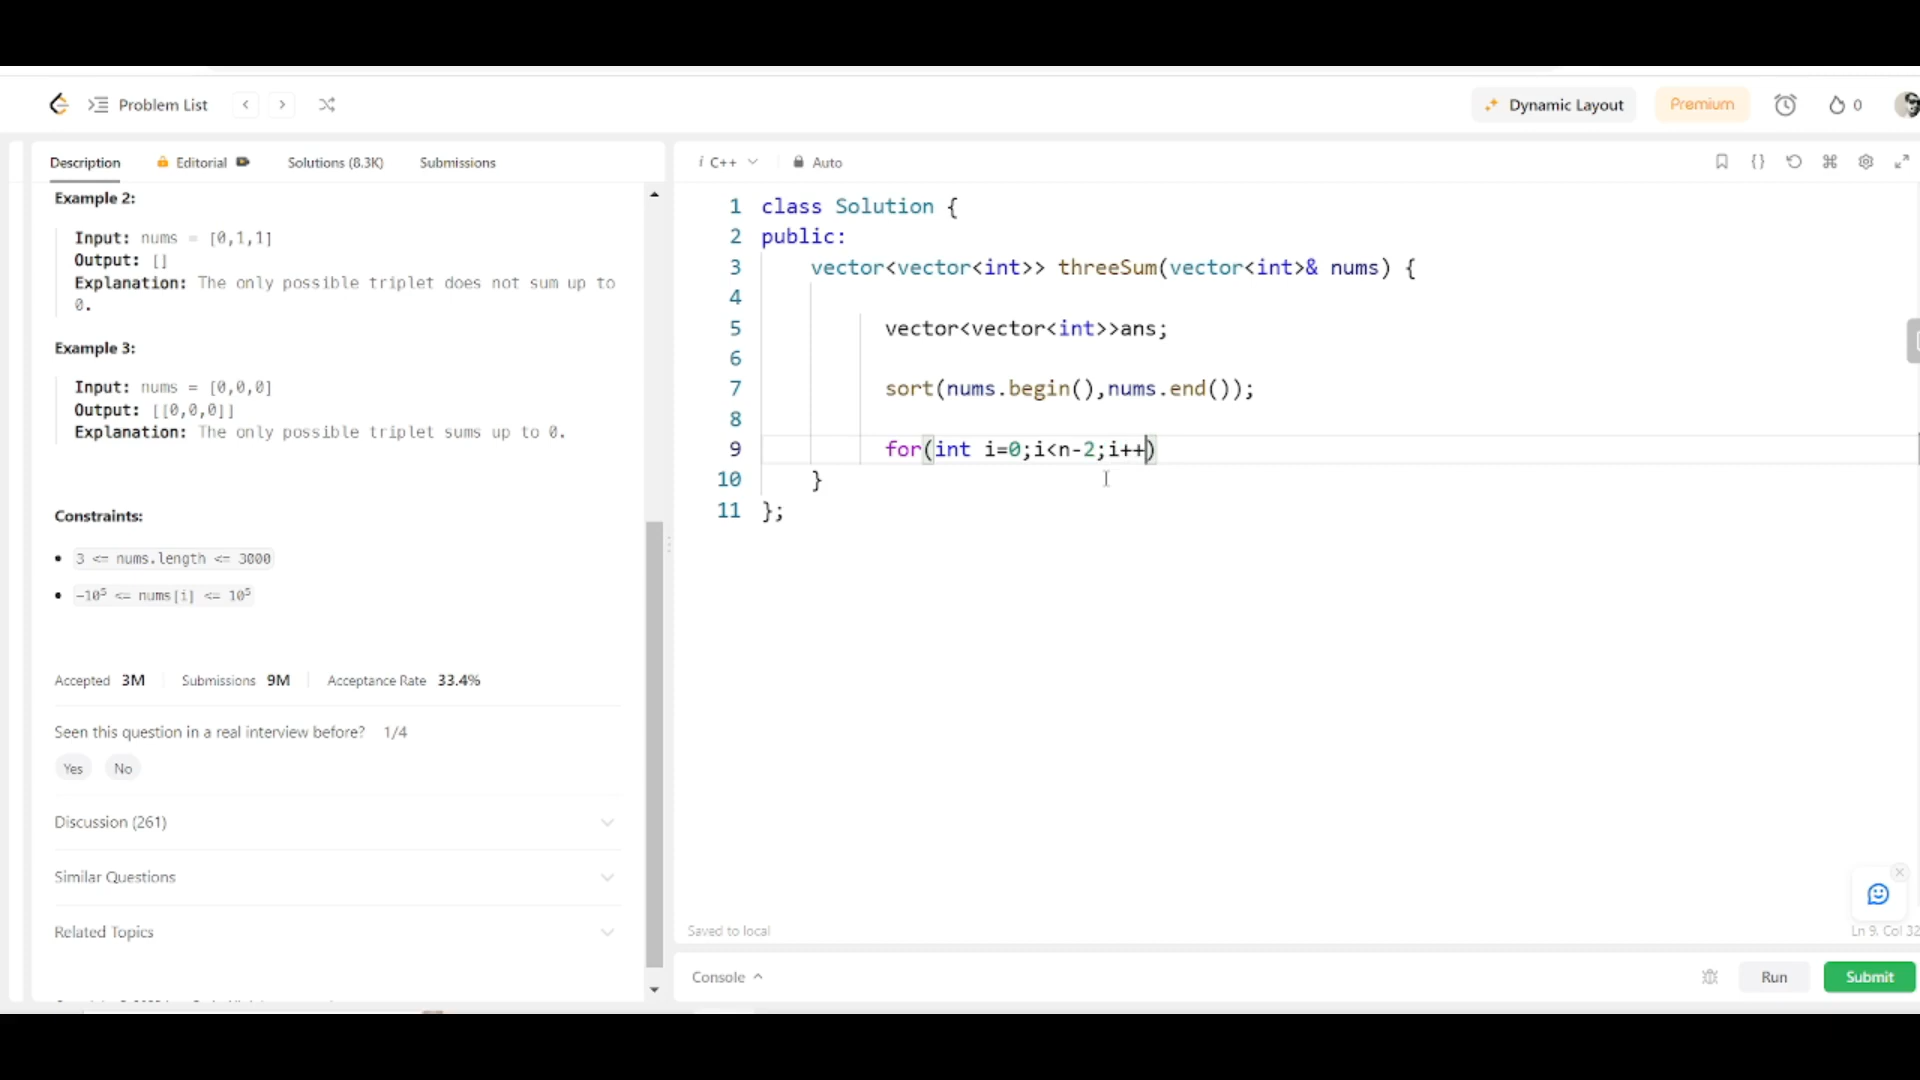 Problem List
Dynamic Layout
Premium
0
Description
Editorial
Solutions (8.3K)
Submissions
Example 2:
Input: nums = [0,1,1]
Output: []
Explanation: The only possible triplet does not sum up to
0.
Example 3:
Input: nums = [0,0,0]
Output: [[0,0,0]]
Explanation: The only possible triplet sums up to 0.
Constraints:
• 3 <= nums.length <= 3000
• -10⁵ <= nums[i] <= 10⁵
Accepted 3M Submissions 9M Acceptance Rate 33.4%
Seen this question in a real interview before? 1/4
Yes No
Discussion (261)
Similar Questions
Related Topics
i C++
Auto
1 class Solution {
2 public:
3 vector<vector<int>> threeSum(vector<int>& nums) {
4
5 vector<vector<int>>ans;
6
7 sort(nums.begin(),nums.end());
8
9 for(int i=0;i<n-2;i++)
10 }
11 };
Saved to local
Ln 9, Col 32
Console
Run
Submit